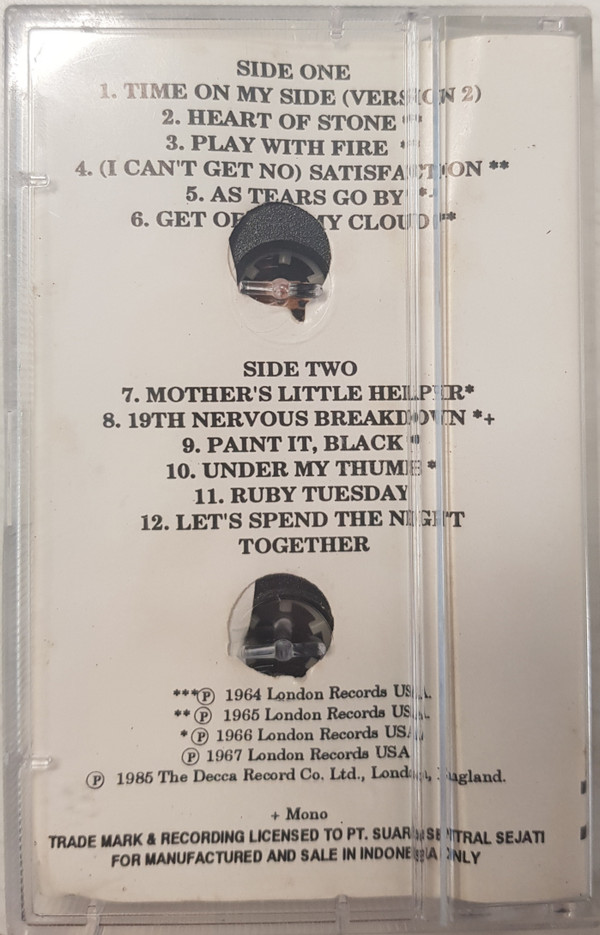 SIDE ONE
1. TIME ON MY SIDE (VERSION 2)
2. HEART OF STONE **
3. PLAY WITH FIRE *
4. (I CAN'T GET NO) SATISFACTION **
5. AS TEARS GO BY *+
6. GET OF MY CLOUD **
SIDE TWO
7. MOTHER'S LITTLE HELPER*
8. 19TH NERVOUS BREAKDOWN *+
9. PAINT IT, BLACK *
10. UNDER MY THUMB *
11. RUBY TUESDAY
12. LET'S SPEND THE NIGHT
TOGETHER
***℗ 1964 London Records USA.
** ℗ 1965 London Records USA.
* ℗ 1966 London Records USA
℗ 1967 London Records USA
℗ 1985 The Decca Record Co. Ltd., London, England.
+ Mono
TRADE MARK & RECORDING LICENSED TO PT. SUARA SENTRAL SEJATI
FOR MANUFACTURED AND SALE IN INDONESIA ONLY